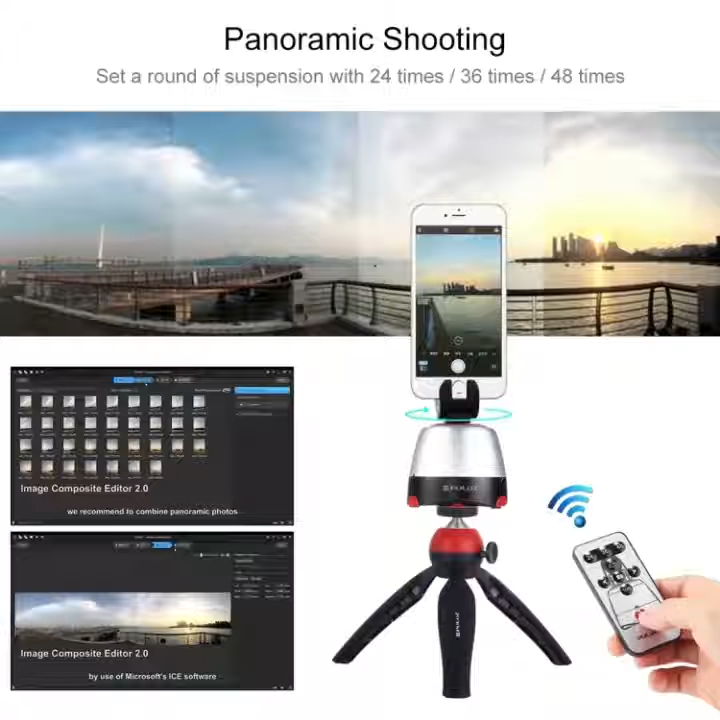 Panoramic Shooting
Set a round of suspension with 24 times / 36 times / 48 times
PULUZ
Image Composite Editor 2.0
we recommend to combine panoramic photos
PULUZ
Image Composite Editor 2.0
by use of Microsoft's ICE software